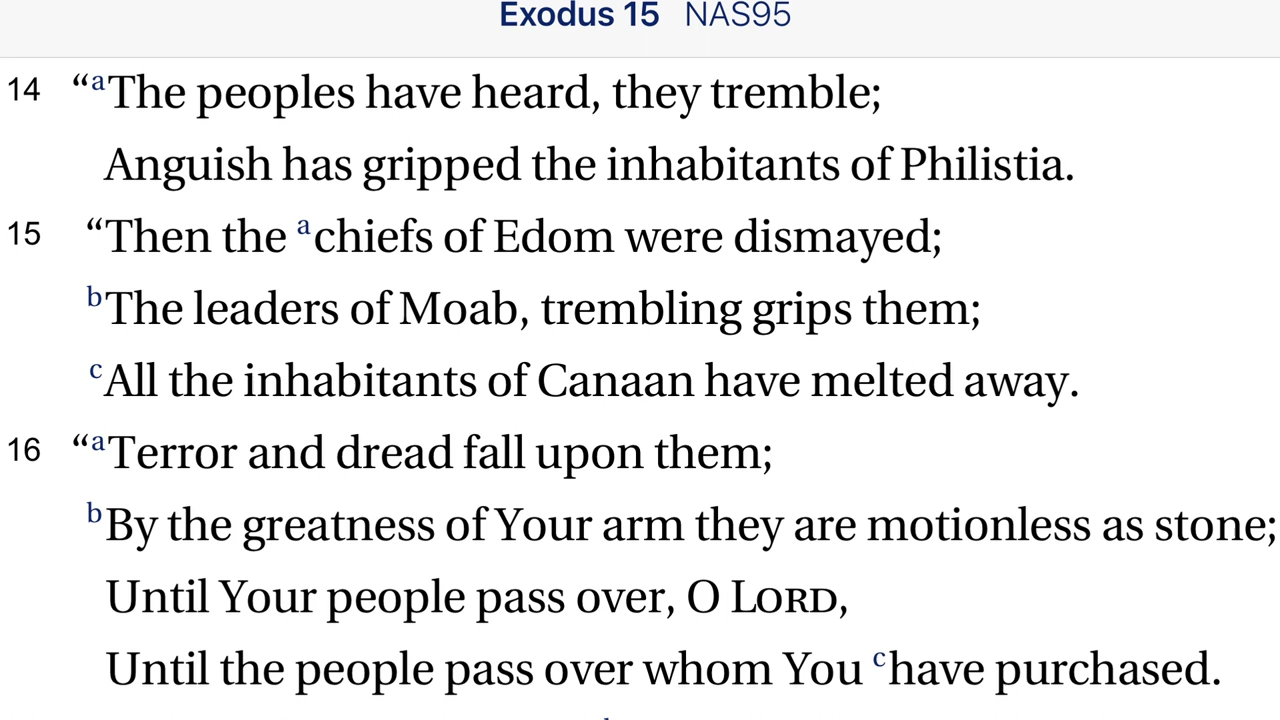 Exodus 15 NAS95
14 “aThe peoples have heard, they tremble;
Anguish has gripped the inhabitants of Philistia.
15 “Then the achiefs of Edom were dismayed;
bThe leaders of Moab, trembling grips them;
cAll the inhabitants of Canaan have melted away.
16 “aTerror and dread fall upon them;
bBy the greatness of Your arm they are motionless as stone;
Until Your people pass over, O LORD,
Until the people pass over whom You chave purchased.